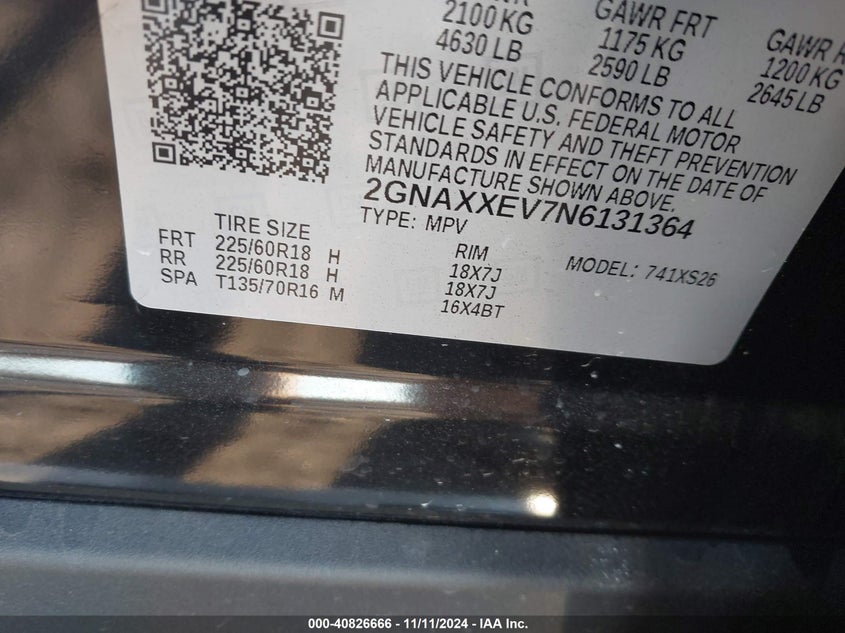 2100 KG
4630 LB
GAWR FRT
1175 KG
2590 LB
GAWR
1200 KG
2645 LB
THIS VEHICLE CONFORMS TO ALL
APPLICABLE U.S. FEDERAL MOTOR
VEHICLE SAFETY AND THEFT PREVENTION
STANDARDS IN EFFECT ON THE DATE OF
MANUFACTURE SHOWN ABOVE.
2GNAXXEV7N6131364
TYPE: MPV
MODEL: 741XS26
TIRE SIZE RIM
FRT 225/60R18 H 18X7J
RR 225/60R18 H 18X7J
SPA T135/70R16 M 16X4BT
000-40826666 - 11/11/2024 - IAA Inc.